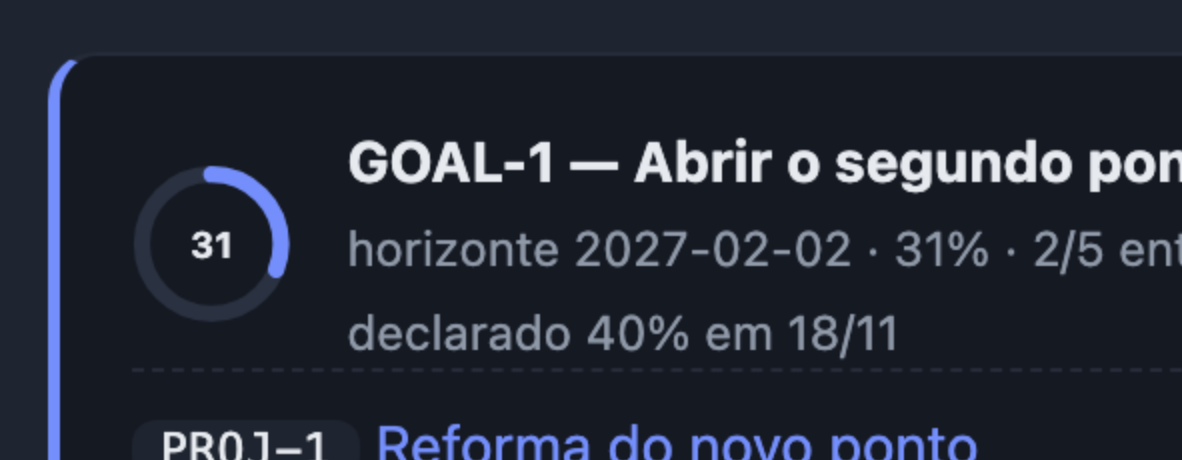 GOAL-1 — Abrir o segundo
31
horizonte 2027-02-02 · 31% · 2/5
declarado 40% em 18/11
PROJ-1 Reforma do novo ponto